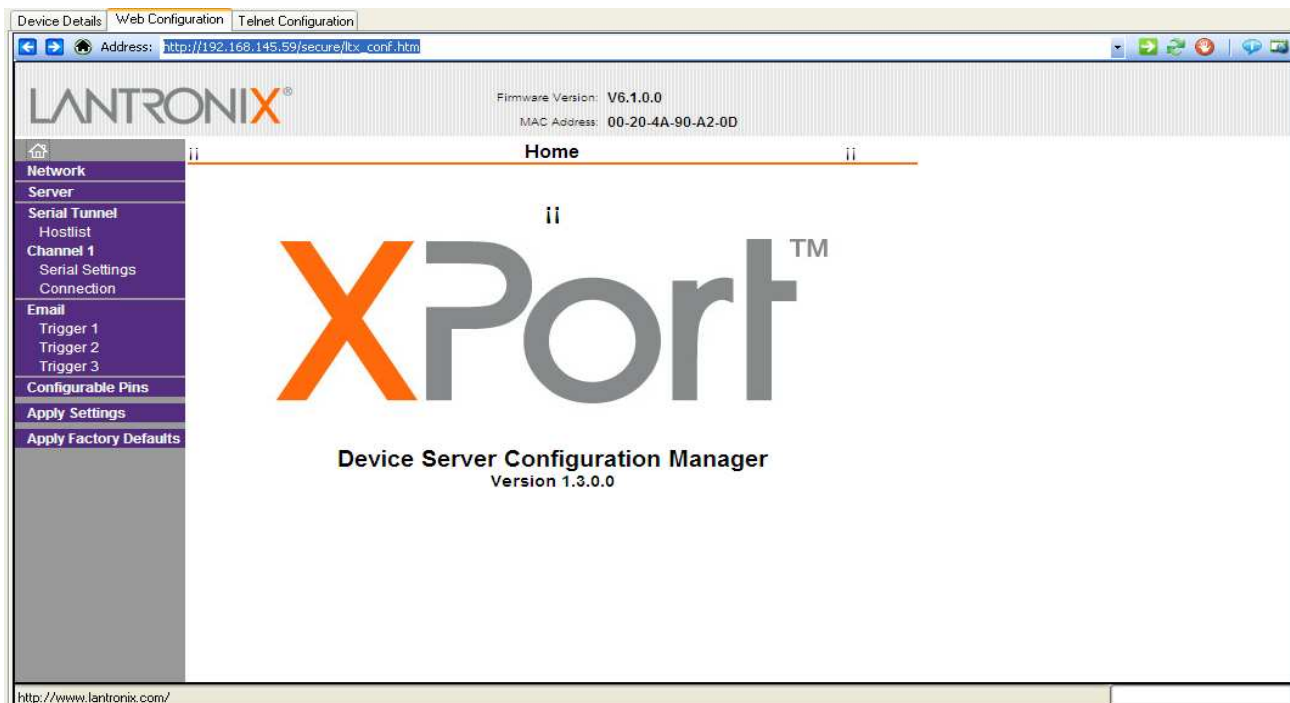 Device Details Web Configuration Telnet Configuration
Address: http://192.168.145.59/secure/ltx_conf.htm
LANTRONIX®
Firmware Version: V6.1.0.0
MAC Address: 00-20-4A-90-A2-0D
¡¡ Home ¡¡
Network
Server
Serial Tunnel
Hostlist
Channel 1
Serial Settings
Connection
Email
Trigger 1
Trigger 2
Trigger 3
Configurable Pins
Apply Settings
Apply Factory Defaults
¡¡
XPort™
Device Server Configuration Manager
Version 1.3.0.0
http://www.lantronix.com/